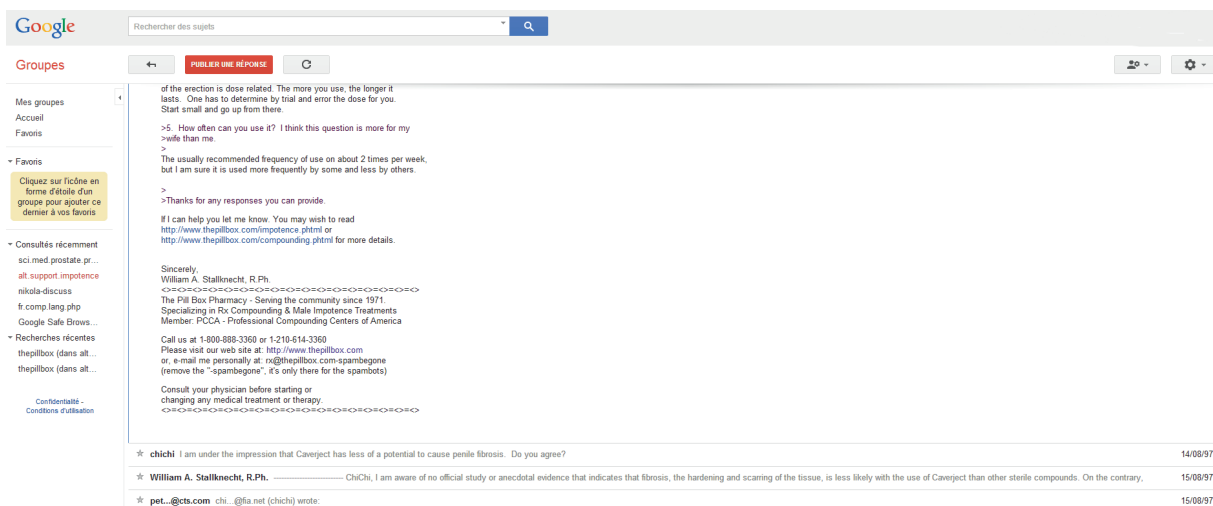 Google
Rechercher des sujets
Groupes
PUBLIER UNE RÉPONSE
Mes groupes
Accueil
Favoris
Favoris
Cliquez sur l'icône en
forme d'étoile d'un
groupe pour ajouter ce
dernier à vos favoris
Consultés récemment
sci.med.prostate.pr...
alt.support.impotence
nikola-discuss
fr.comp.lang.php
Google Safe Brows...
Recherches récentes
thepillbox (dans alt...
thepillbox (dans alt...
Confidentialité -
Conditions d'utilisation
of the erection is dose related. The more you use, the longer it
lasts.  One has to determine by trial and error the dose for you.
Start small and go up from there.
>5.  How often can you use it?  I think this question is more for my
>wife than me.
>
The usually recommended frequency of use on about 2 times per week,
but I am sure it is used more frequently by some and less by others.
>
>Thanks for any responses you can provide.
If I can help you let me know. You may wish to read
http://www.thepillbox.com/impotence.phtml or
http://www.thepillbox.com/compounding.phtml for more details.
Sincerely,
William A. Stallknecht, R.Ph.
<>=<>=<>=<>=<>=<>=<>=<>=<>=<>=<>=<>=<>=<>=<>=<>=<>
The Pill Box Pharmacy - Serving the community since 1971.
Specializing in Rx Compounding & Male Impotence Treatments
Member: PCCA - Professional Compounding Centers of America
Call us at 1-800-888-3360 or 1-210-614-3360
Please visit our web site at: http://www.thepillbox.com
or, e-mail me personally at: rx@thepillbox.com-spambegone
(remove the "-spambegone", it's only there for the spambots)
Consult your physician before starting or
changing any medical treatment or therapy.
<>=<>=<>=<>=<>=<>=<>=<>=<>=<>=<>=<>=<>=<>=<>=<>=<>
chichi I am under the impression that Caverject has less of a potential to cause penile fibrosis.  Do you agree? 14/08/97
William A. Stallknecht, R.Ph. ChiChi, I am aware of no official study or anecdotal evidence that indicates that fibrosis, the hardening and scarring of the tissue, is less likely with the use of Caverject than other sterile compounds. On the contrary, 15/08/97
pet...@cts.com chi...@fia.net (chichi) wrote: 15/08/97